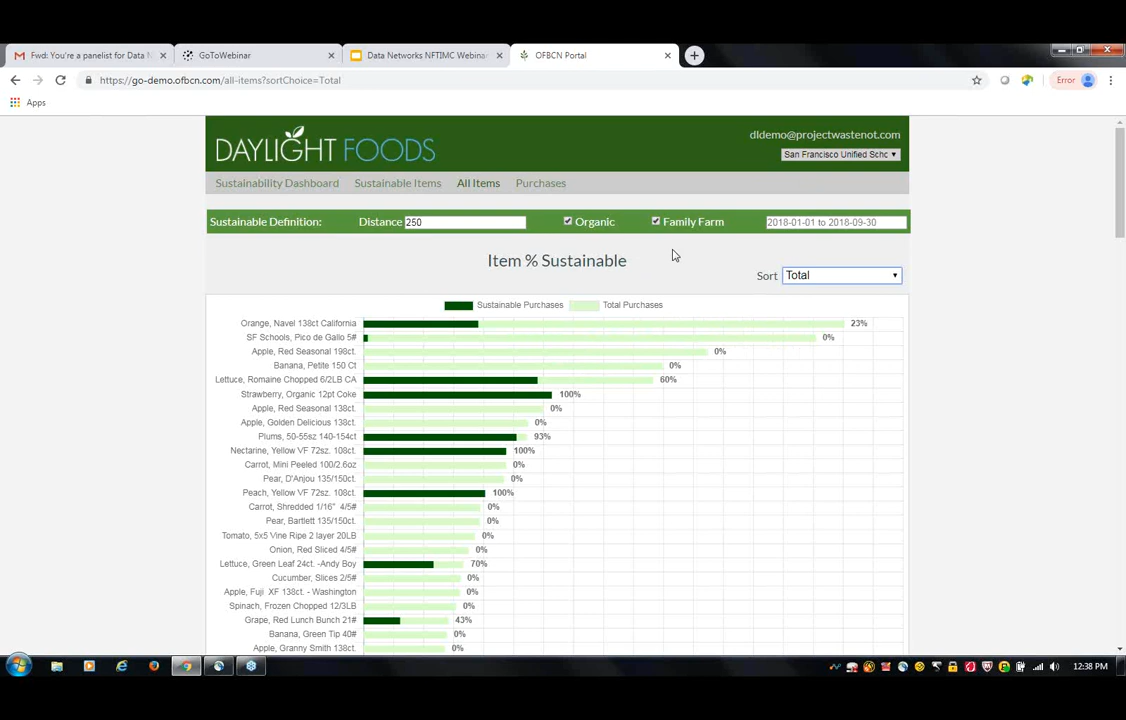 Fwd: You're a panelist for Data N
GoToWebinar
Data Networks NFTIMC Webinar
OFBCN Portal
https://go-demo.ofbcn.com/all-items?sortChoice=Total
Error
Apps
DAYLIGHT FOODS
dldemo@projectwastenot.com
San Francisco Unified Schc
Sustainability Dashboard Sustainable Items All Items Purchases
Sustainable Definition: Distance 250 Organic Family Farm 2018-01-01 to 2018-09-30
Item % Sustainable
Sort Total
Sustainable Purchases Total Purchases
Orange, Navel 138ct California 23%
SF Schools, Pico de Gallo 5# 0%
Apple, Red Seasonal 198ct. 0%
Banana, Petite 150 Ct 0%
Lettuce, Romaine Chopped 6/2LB CA 60%
Strawberry, Organic 12pt Coke 100%
Apple, Red Seasonal 138ct. 0%
Apple, Golden Delicious 138ct. 0%
Plums, 50-55sz 140-154ct 93%
Nectarine, Yellow VF 72sz. 108ct. 100%
Carrot, Mini Peeled 100/2.6oz 0%
Pear, D'Anjou 135/150ct. 0%
Peach, Yellow VF 72sz. 108ct. 100%
Carrot, Shredded 1/16" 4/5# 0%
Pear, Bartlett 135/150ct. 0%
Tomato, 5x5 Vine Ripe 2 layer 20LB 0%
Onion, Red Sliced 4/5# 0%
Lettuce, Green Leaf 24ct. -Andy Boy 70%
Cucumber, Slices 2/5# 0%
Apple, Fuji XF 138ct. - Washington 0%
Spinach, Frozen Chopped 12/3LB 0%
Grape, Red Lunch Bunch 21# 43%
Banana, Green Tip 40# 0%
Apple, Granny Smith 138ct. 0%
12:38 PM